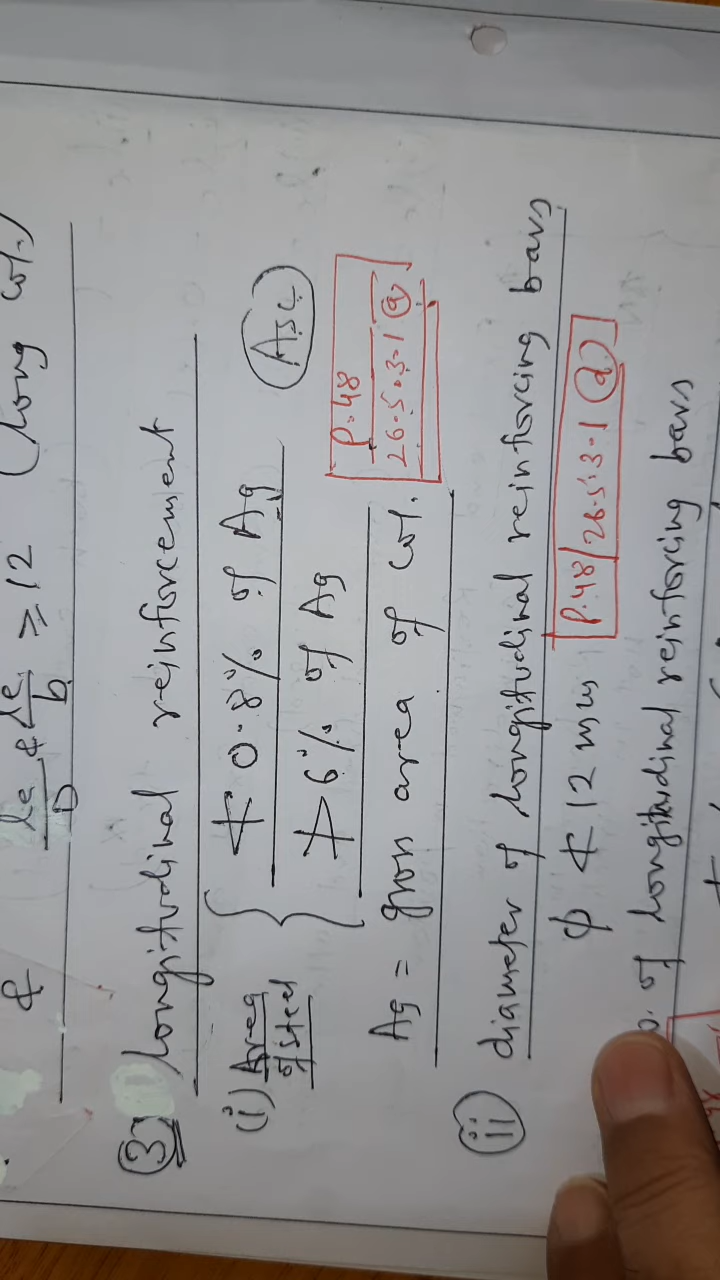 & le/D & le/b ≥ 12 (long col.)
③ longitudinal reinforcement
(i) Area of steel { ≮ 0.8% of Ag (Asc)
≯ 6% of Ag
P.48
26.5.3.1 ⓐ
Ag = gross area of col.
(ii) diameter of longitudinal reinforcing bars
φ ≮ 12 mm P.48/26.5.3.1 ⓓ
of longitudinal reinforcing bars